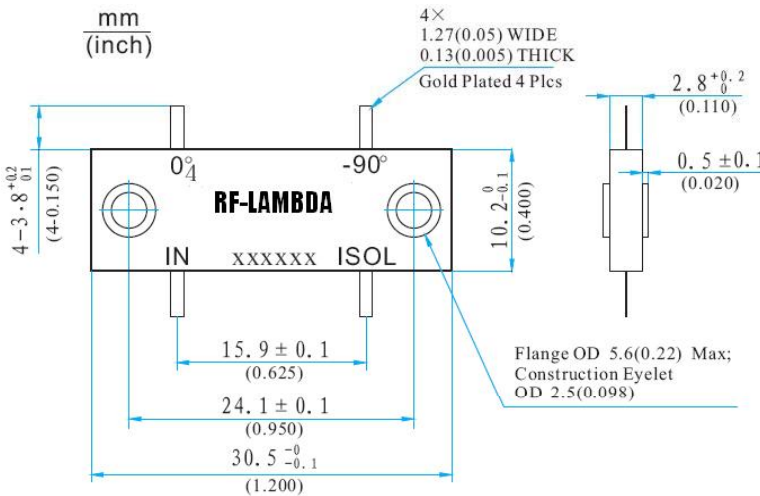 mm
(inch)
4×
1.27(0.05) WIDE
0.13(0.005) THICK
Gold Plated 4 Plcs
2.8 +0.2 0
(0.110)
0.5 ±0.1
(0.020)
4-3.8 +0.2 01
(4-0.150)
0°4
-90°
RF-LAMBDA
IN XXXXXX ISOL
10.2 0 -0.1
(0.400)
15.9 ± 0.1
(0.625)
24.1 ± 0.1
(0.950)
30.5 -0 -0.1
(1.200)
Flange OD 5.6(0.22) Max;
Construction Eyelet
OD 2.5(0.098)